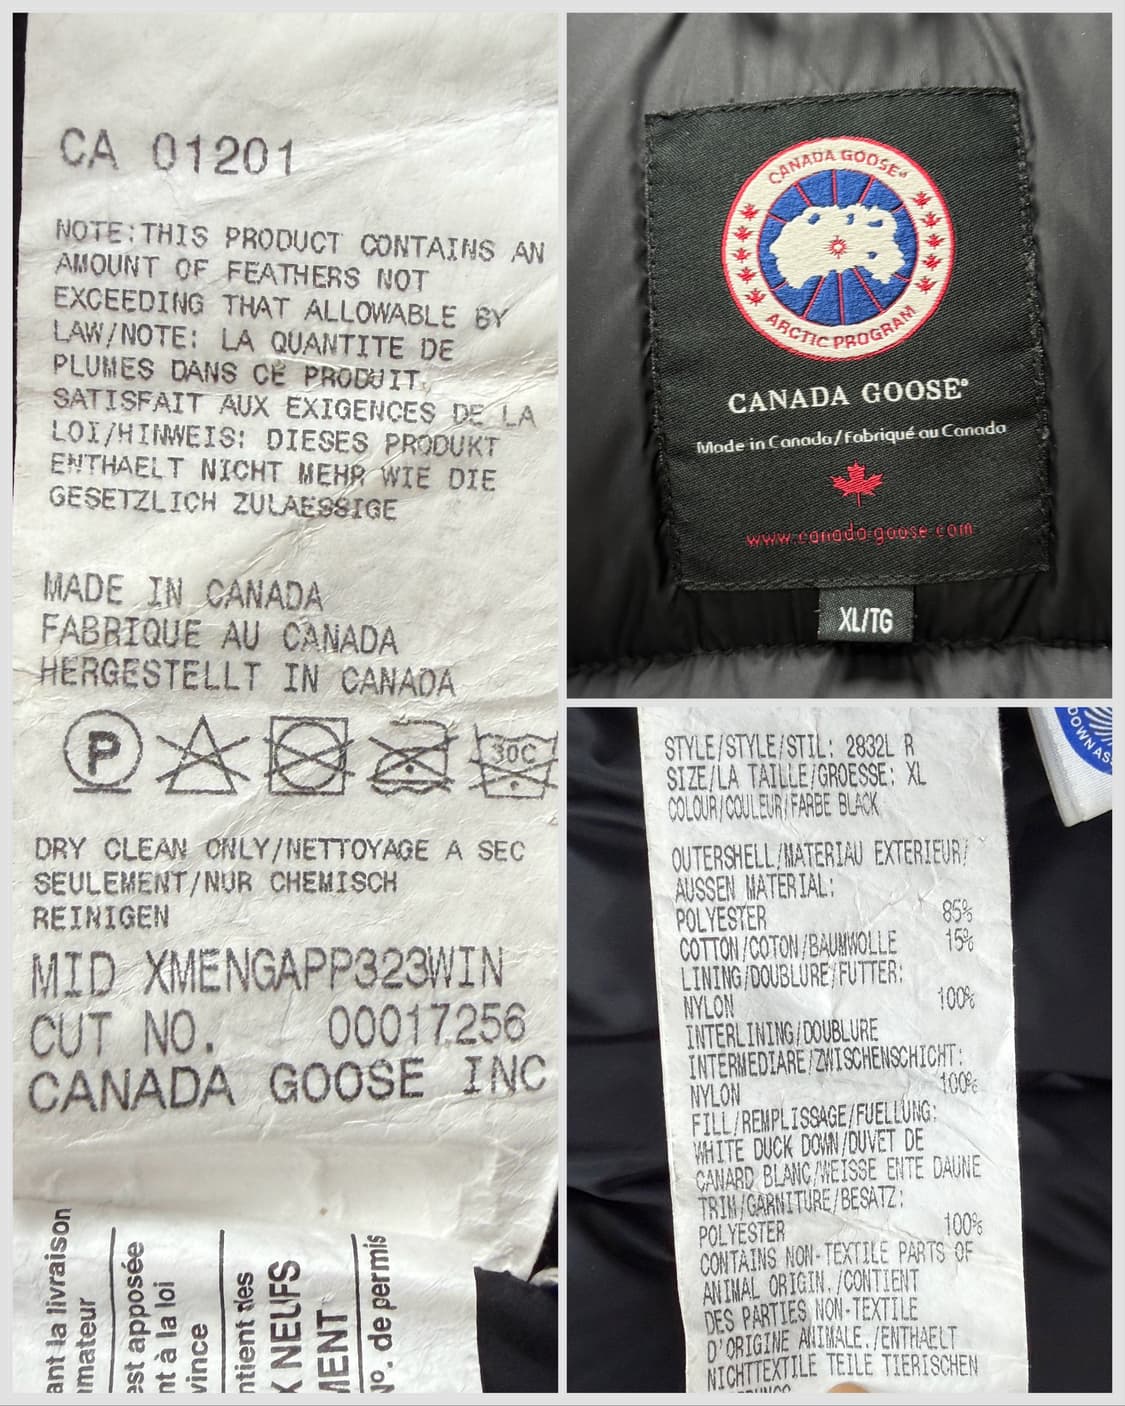 CA 01201
NOTE:THIS PRODUCT CONTAINS AN
AMOUNT OF FEATHERS NOT
EXCEEDING THAT ALLOWABLE BY
LAW/NOTE: LA QUANTITE DE
PLUMES DANS CE PRODUIT
SATISFAIT AUX EXIGENCES DE LA
LOI/HINWEIS: DIESES PRODUKT
ENTHAELT NICHT MEHR WIE DIE
GESETZLICH ZULAESSIGE
MADE IN CANADA
FABRIQUE AU CANADA
HERGESTELLT IN CANADA
P
30C
DRY CLEAN ONLY/NETTOYAGE A SEC
SEULEMENT/NUR CHEMISCH
REINIGEN
MID XMENGAPP323WIN
CUT NO. 00017256
CANADA GOOSE INC
ant la livraison
mateur
est apposée
nt à la loi
vince
ntient des
X NEUFS
MENT
N°. de permis
CANADA GOOSE
ARCTIC PROGRAM
CANADA GOOSE®
Made in Canada/Fabriqué au Canada
www.canada-goose.com
XL/TG
STYLE/STYLE/STIL: 2832L R
SIZE/LA TAILLE/GROESSE: XL
COLOUR/COULEUR/FARBE BLACK
OUTERSHELL/MATERIAU EXTERIEUR/
AUSSEN MATERIAL:
POLYESTER 85%
COTTON/COTON/BAUMWOLLE 15%
LINING/DOUBLURE/FUTTER:
NYLON 100%
INTERLINING/DOUBLURE
INTERMEDIARE/ZWISCHENSCHICHT:
NYLON 100%
FILL/REMPLISSAGE/FUELLUNG:
WHITE DUCK DOWN/DUVET DE
CANARD BLANC/WEISSE ENTE DAUNE
TRIM/GARNITURE/BESATZ:
POLYESTER 100%
CONTAINS NON-TEXTILE PARTS OF
ANIMAL ORIGIN./CONTIENT
DES PARTIES NON-TEXTILE
D'ORIGINE ANIMALE./ENTHAELT
NICHTTEXTILE TEILE TIERISCHEN
DOWN AS